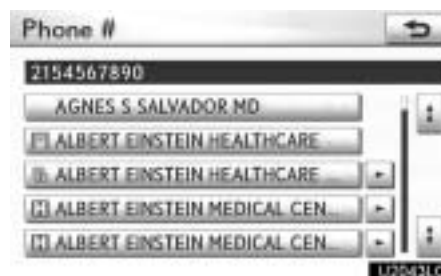 Phone #
2154567890
AGNES S SALVADOR MD
ALBERT EINSTEIN HEALTHCARE
ALBERT EINSTEIN HEALTHCARE
ALBERT EINSTEIN MEDICAL CEN...
ALBERT EINSTEIN MEDICAL CEN...